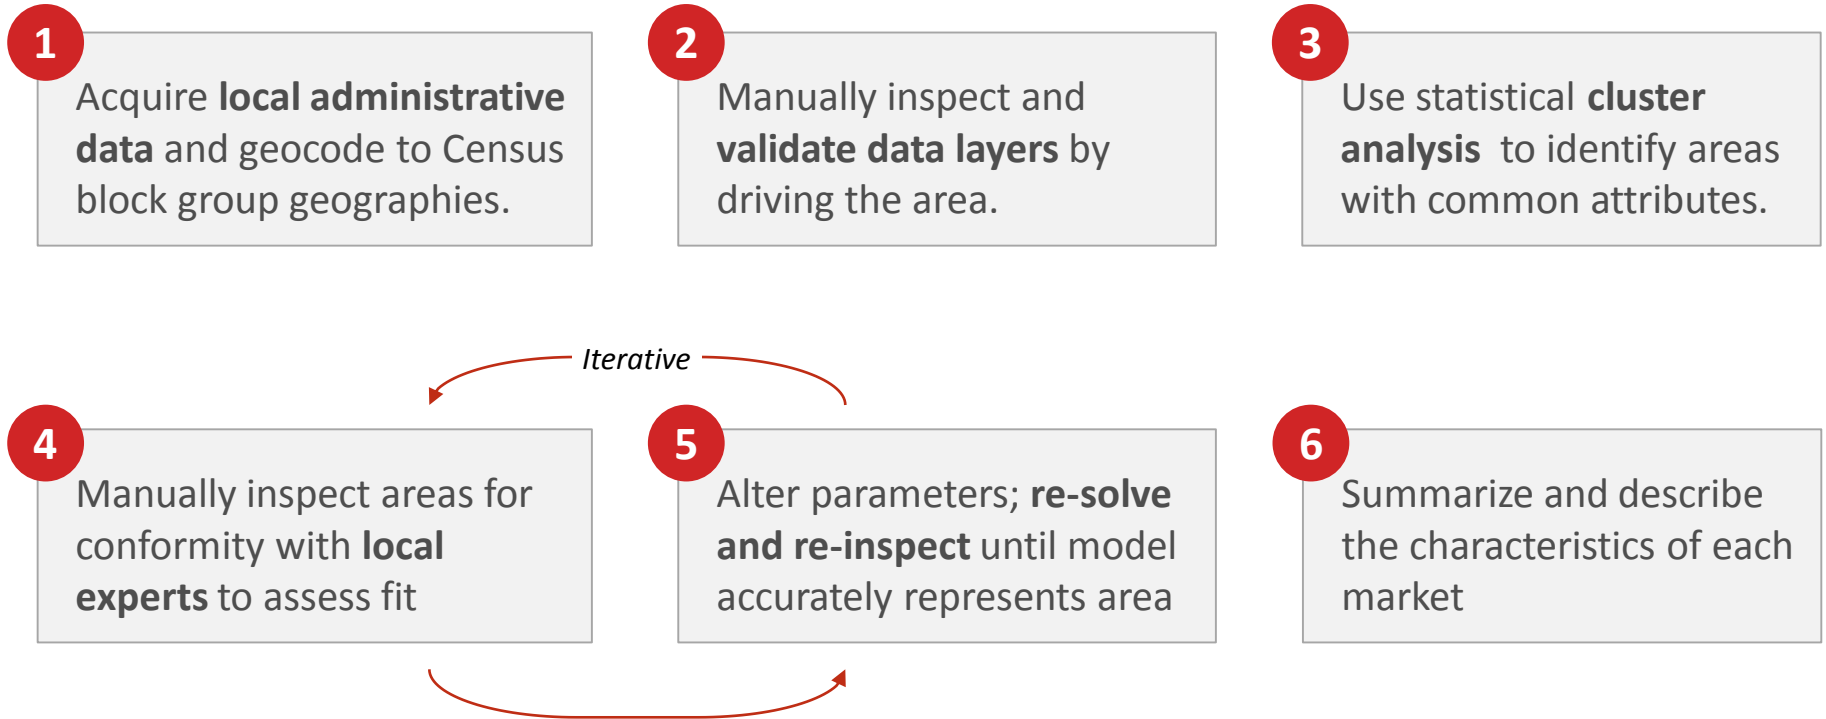 1
Acquire local administrative
data and geocode to Census
block group geographies.
2
Manually inspect and
validate data layers by
driving the area.
3
Use statistical cluster
analysis  to identify areas
with common attributes.
Iterative
4
Manually inspect areas for
conformity with local
experts to assess fit
5
Alter parameters; re-solve
and re-inspect until model
accurately represents area
6
Summarize and describe
the characteristics of each
market